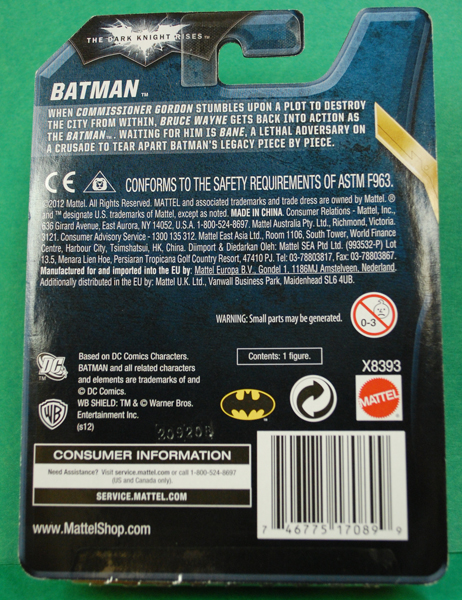 THE DARK KNIGHT RISES™
BATMAN™
WHEN COMMISSIONER GORDON STUMBLES UPON A PLOT TO DESTROY
THE CITY FROM WITHIN, BRUCE WAYNE GETS BACK INTO ACTION AS
THE BATMAN™. WAITING FOR HIM IS BANE, A LETHAL ADVERSARY ON
A CRUSADE TO TEAR APART BATMAN'S LEGACY PIECE BY PIECE.
CE CONFORMS TO THE SAFETY REQUIREMENTS OF ASTM F963.
©2012 Mattel. All Rights Reserved. MATTEL and associated trademarks and trade dress are owned by Mattel. ®
and ™ designate U.S. trademarks of Mattel, except as noted. MADE IN CHINA. Consumer Relations - Mattel, Inc.,
636 Girard Avenue, East Aurora, NY 14052, U.S.A. 1-800-524-8697. Mattel Australia Pty. Ltd., Richmond, Victoria.
3121. Consumer Advisory Service - 1300 135 312. Mattel East Asia Ltd., Room 1106, South Tower, World Finance
Centre, Harbour City, Tsimshatsui, HK, China. Diimport & Diedarkan Oleh: Mattel SEA Ptd Ltd. (993532-P) Lot
13.5, Menara Lien Hoe, Persiaran Tropicana Golf Country Resort, 47410 PJ. Tel: 03-78803817, Fax: 03-78803867.
Manufactured for and imported into the EU by: Mattel Europa B.V., Gondel 1, 1186MJ Amstelveen, Nederland.
Additionally distributed in the EU by: Mattel U.K. Ltd., Vanwall Business Park, Maidenhead SL6 4UB.
WARNING: Small parts may be generated.
0-3
DC™
Based on DC Comics Characters.
BATMAN and all related characters
and elements are trademarks of and
© DC Comics.
WB SHIELD: TM & © Warner Bros.
Entertainment Inc.
(s12)
WB
Contents: 1 figure.
X8393
MATTEL
CONSUMER INFORMATION
Need Assistance? Visit service.mattel.com or call 1-800-524-8697
(US and Canada only).
SERVICE.MATTEL.COM
www.MattelShop.com
7 46775 17089 9